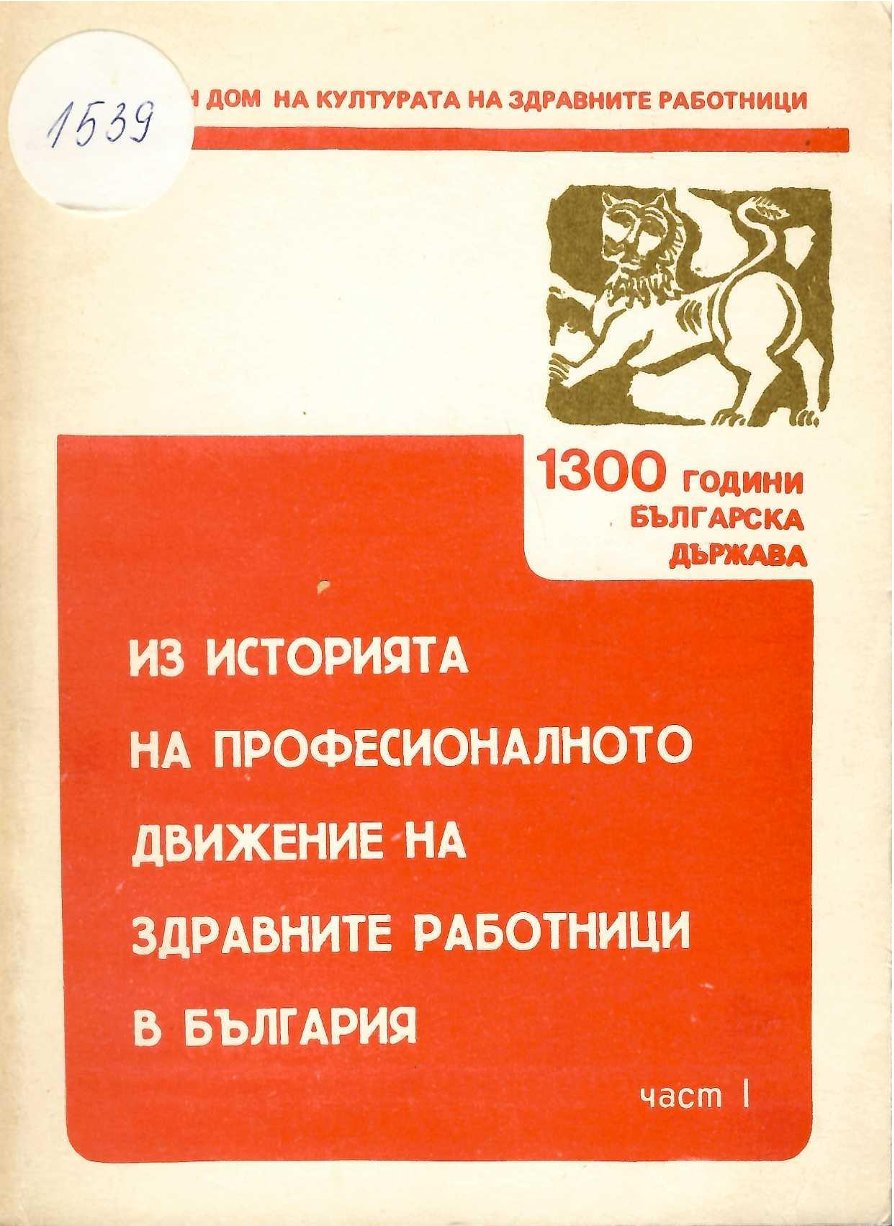 1539
ДОМ НА КУЛТУРАТА НА ЗДРАВНИТЕ РАБОТНИЦИ
1300 ГОДИНИ
БЪЛГАРСКА
ДЪРЖАВА
ИЗ ИСТОРИЯТА
НА ПРОФЕСИОНАЛНОТО
ДВИЖЕНИЕ НА
ЗДРАВНИТЕ РАБОТНИЦИ
В БЪЛГАРИЯ
част I